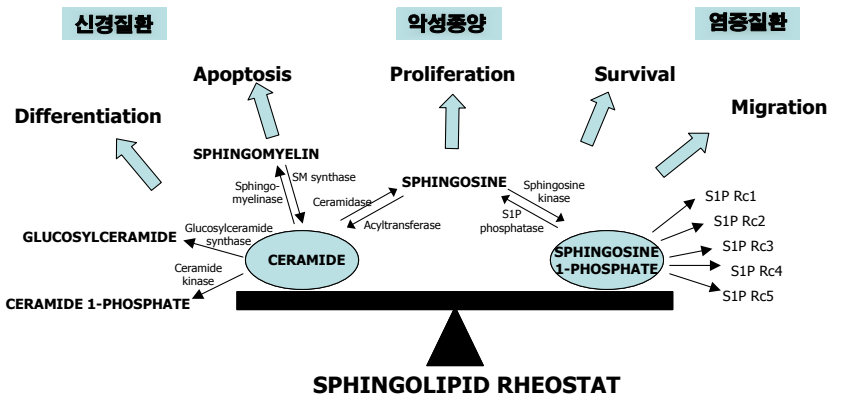 신경질환
악성종양
염증질환
Apoptosis
Proliferation
Survival
Differentiation
Migration
SPHINGOMYELIN
SM synthase
Sphingo-
myelinase
Ceramidase
SPHINGOSINE
Sphingosine
kinase
Acyltransferase
S1P
phosphatase
S1P Rc1
S1P Rc2
S1P Rc3
S1P Rc4
S1P Rc5
GLUCOSYLCERAMIDE
Glucosylceramide
synthase
CERAMIDE
SPHINGOSINE
1-PHOSPHATE
Ceramide
kinase
CERAMIDE 1-PHOSPHATE
SPHINGOLIPID RHEOSTAT